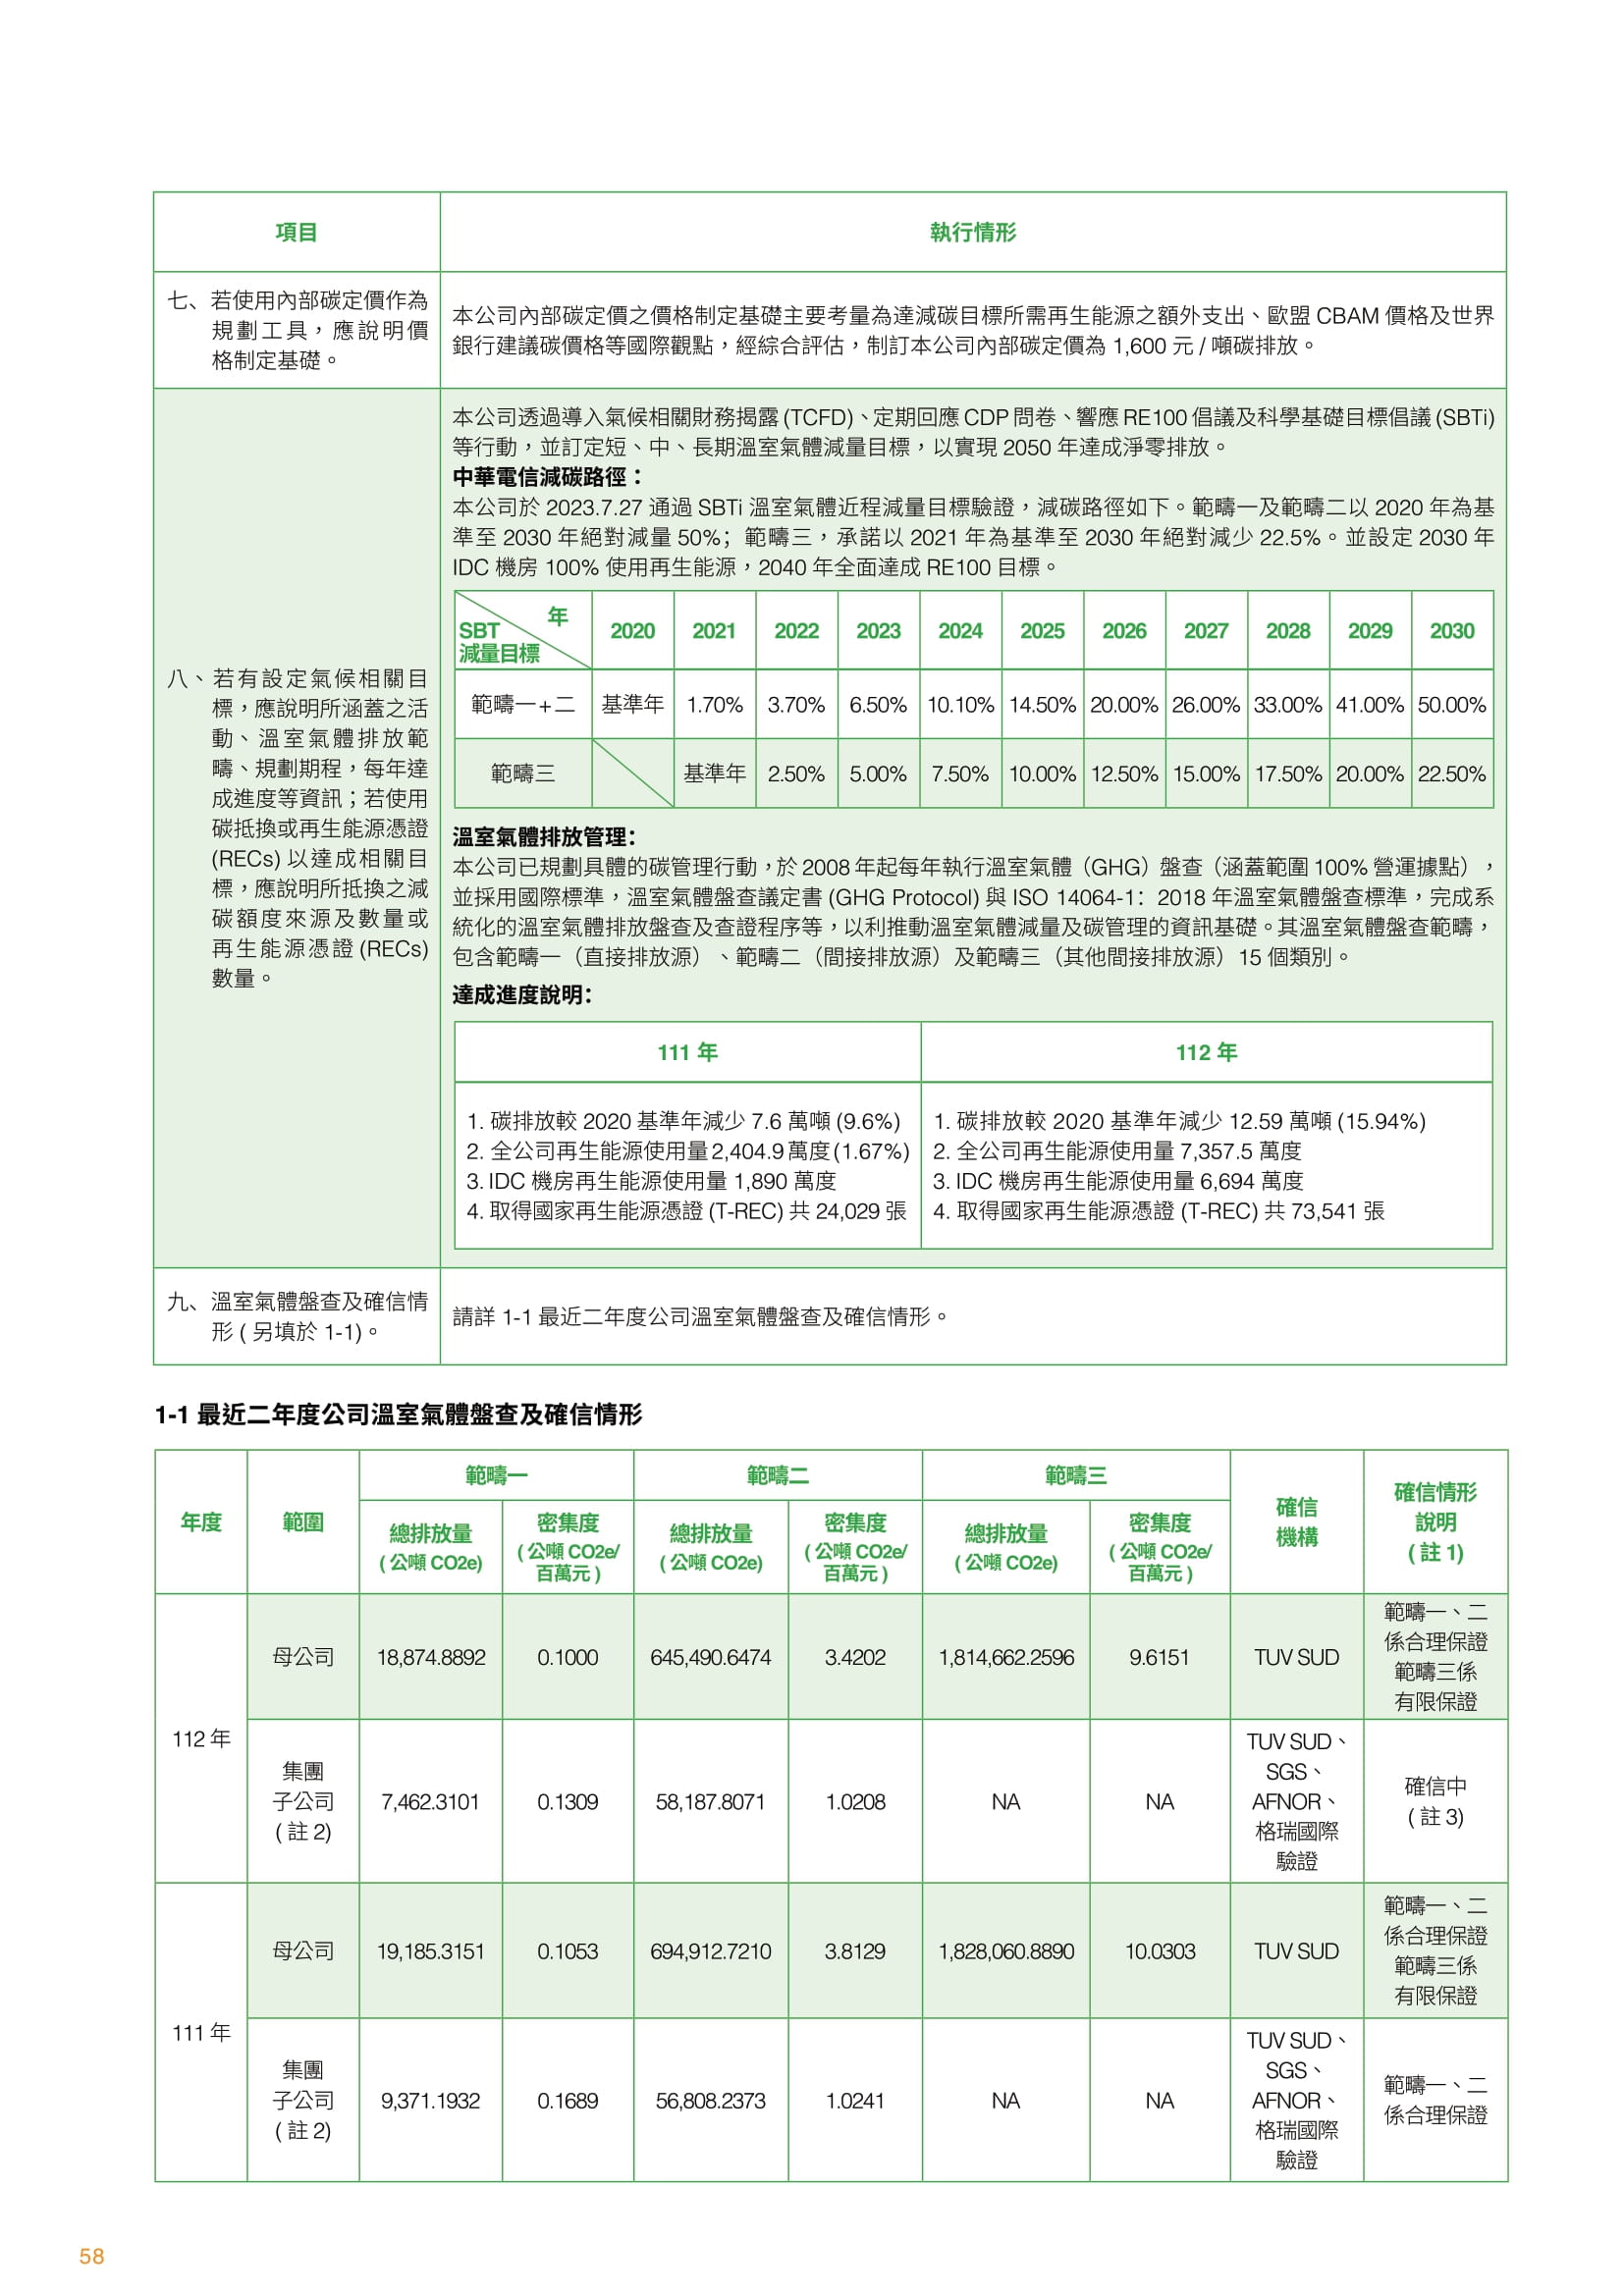 項目
執行情形
七、若使用內部碳定價作為
規劃工具，應說明價
格制定基礎。
本公司內部碳定價之價格制定基礎主要考量為達減碳目標所需再生能源之額外支出、歐盟 CBAM 價格及世界
銀行建議碳價格等國際觀點，經綜合評估，制訂本公司內部碳定價為 1,600 元 / 噸碳排放。
八、若有設定氣候相關目
標，應說明所涵蓋之活
動、溫室氣體排放範
疇、規劃期程，每年達
成進度等資訊；若使用
碳抵換或再生能源憑證
(RECs) 以達成相關目
標，應說明所抵換之減
碳額度來源及數量或
再生能源憑證 (RECs)
數量。
本公司透過導入氣候相關財務揭露 (TCFD)、定期回應 CDP 問卷、響應 RE100 倡議及科學基礎目標倡議 (SBTi)
等行動，並訂定短、中、長期溫室氣體減量目標，以實現 2050 年達成淨零排放。
中華電信減碳路徑：
本公司於 2023.7.27 通過 SBTi 溫室氣體近程減量目標驗證，減碳路徑如下。範疇一及範疇二以 2020 年為基
準至 2030 年絕對減量 50%；範疇三，承諾以 2021 年為基準至 2030 年絕對減少 22.5%。並設定 2030 年
IDC 機房 100% 使用再生能源，2040 年全面達成 RE100 目標。
年
SBT
減量目標
2020 2021 2022 2023 2024 2025 2026 2027 2028 2029 2030
範疇一+二 基準年 1.70% 3.70% 6.50% 10.10% 14.50% 20.00% 26.00% 33.00% 41.00% 50.00%
範疇三 基準年 2.50% 5.00% 7.50% 10.00% 12.50% 15.00% 17.50% 20.00% 22.50%
溫室氣體排放管理：
本公司已規劃具體的碳管理行動，於 2008 年起每年執行溫室氣體（GHG）盤查（涵蓋範圍 100% 營運據點），
並採用國際標準，溫室氣體盤查議定書 (GHG Protocol) 與 ISO 14064-1：2018 年溫室氣體盤查標準，完成系
統化的溫室氣體排放盤查及查證程序等，以利推動溫室氣體減量及碳管理的資訊基礎。其溫室氣體盤查範疇，
包含範疇一（直接排放源）、範疇二（間接排放源）及範疇三（其他間接排放源）15 個類別。
達成進度說明：
111 年
112 年
1. 碳排放較 2020 基準年減少 7.6 萬噸 (9.6%)
2. 全公司再生能源使用量 2,404.9 萬度 (1.67%)
3. IDC 機房再生能源使用量 1,890 萬度
4. 取得國家再生能源憑證 (T-REC) 共 24,029 張
1. 碳排放較 2020 基準年減少 12.59 萬噸 (15.94%)
2. 全公司再生能源使用量 7,357.5 萬度
3. IDC 機房再生能源使用量 6,694 萬度
4. 取得國家再生能源憑證 (T-REC) 共 73,541 張
九、溫室氣體盤查及確信情
形 ( 另填於 1-1)。
請詳 1-1 最近二年度公司溫室氣體盤查及確信情形。
1-1 最近二年度公司溫室氣體盤查及確信情形
年度
範圍
範疇一
範疇二
範疇三
確信
機構
確信情形
說明
( 註 1)
總排放量
( 公噸 CO2e)
密集度
( 公噸 CO2e/
百萬元 )
總排放量
( 公噸 CO2e)
密集度
( 公噸 CO2e/
百萬元 )
總排放量
( 公噸 CO2e)
密集度
( 公噸 CO2e/
百萬元 )
112 年
母公司 18,874.8892 0.1000 645,490.6474 3.4202 1,814,662.2596 9.6151 TUV SUD
範疇一、二
係合理保證
範疇三係
有限保證
集團
子公司
( 註 2)
7,462.3101 0.1309 58,187.8071 1.0208 NA NA
TUV SUD、
SGS、
AFNOR、
格瑞國際
驗證
確信中
( 註 3)
111 年
母公司 19,185.3151 0.1053 694,912.7210 3.8129 1,828,060.8890 10.0303 TUV SUD
範疇一、二
係合理保證
範疇三係
有限保證
集團
子公司
( 註 2)
9,371.1932 0.1689 56,808.2373 1.0241 NA NA
TUV SUD、
SGS、
AFNOR、
格瑞國際
驗證
範疇一、二
係合理保證
58